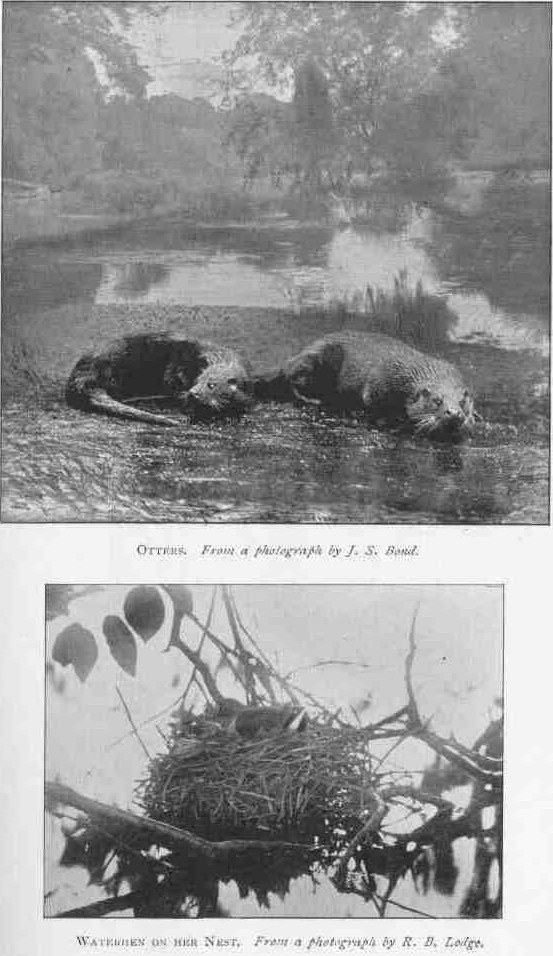 OTTERS. From a photograph by J. S. Bond.
WATERHEN ON HER NEST. From a photograph by R. B. Lodge.